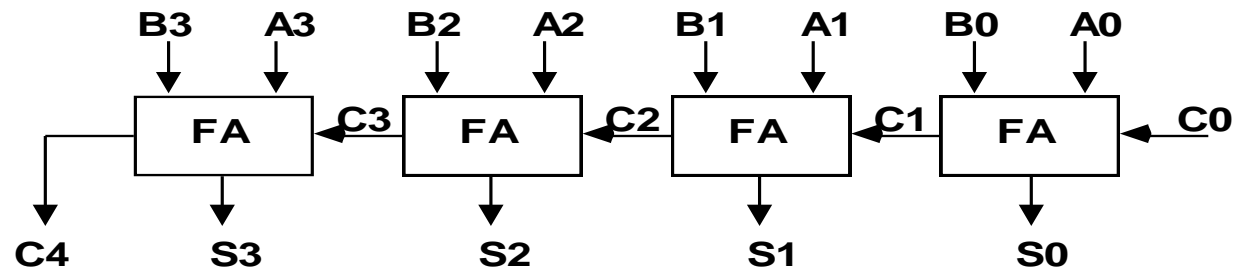 B3 A3 B2 A2 B1 A1 B0 A0
FA C3 FA C2 FA C1 FA C0
C4 S3 S2 S1 S0